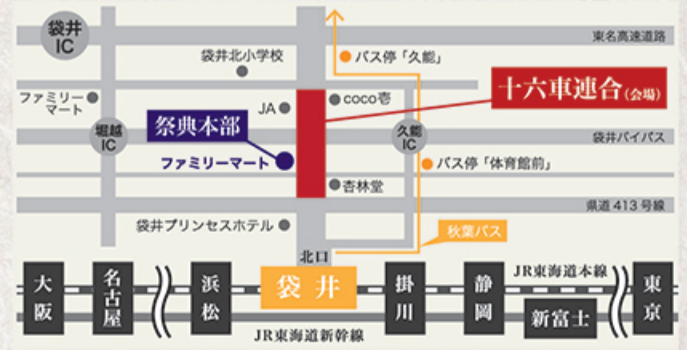 袋井
IC
東名高速道路
袋井北小学校
バス停「久能」
ファミリー
マート
JA
coco壱
十六車連合(会場)
堀越
IC
祭典本部
ファミリーマート
久能
IC
袋井バイパス
バス停「体育館前」
杏林堂
県道413号線
袋井プリンセスホテル
秋葉バス
北口
大阪
名古屋
浜松
袋井
掛川
静岡
JR東海道本線
新富士
東京
JR東海道新幹線